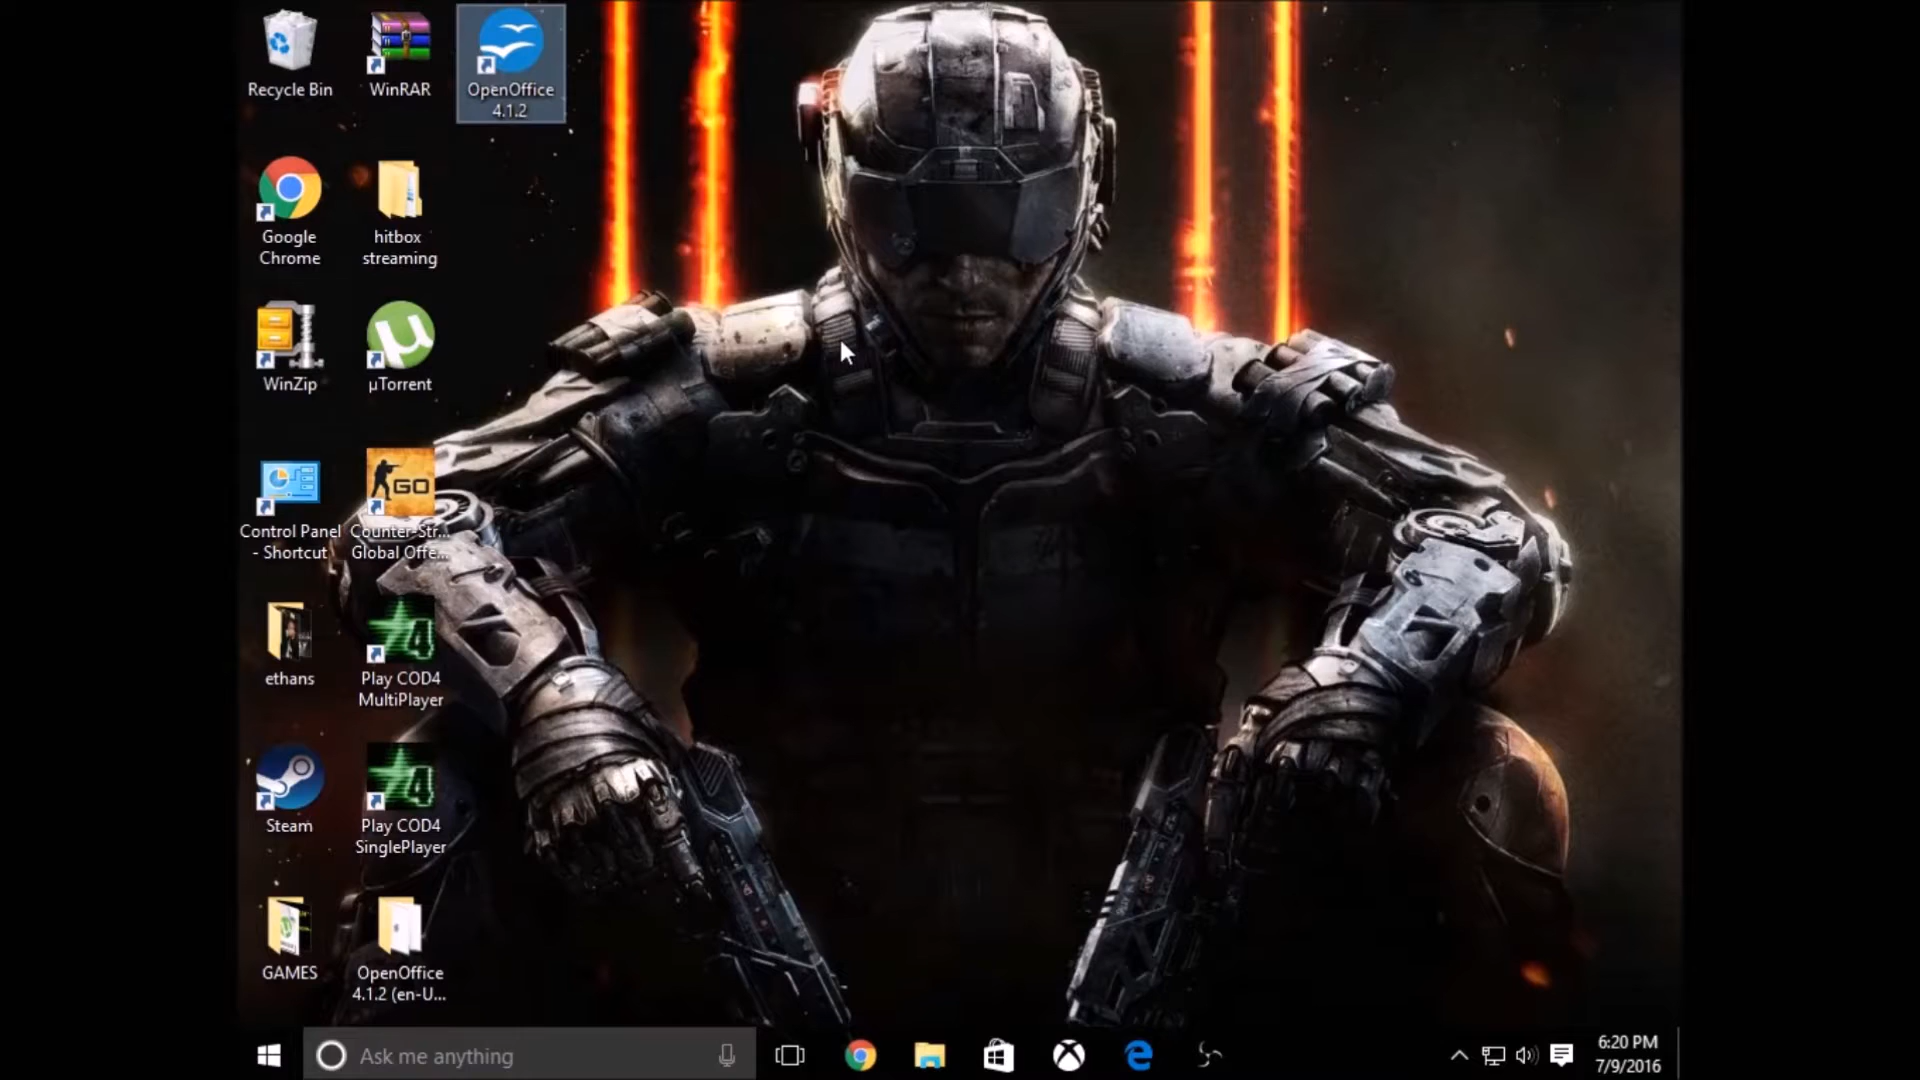 Recycle Bin
WinRAR
OpenOffice
4.1.2
Google
Chrome
hitbox
streaming
WinZip
µTorrent
Control Panel
- Shortcut
GO
Counter-Str...
Global Offe...
ethans
4
Play COD4
MultiPlayer
Steam
4
Play COD4
SinglePlayer
GAMES
OpenOffice
4.1.2 (en-U...
Ask me anything
6:20 PM
7/9/2016